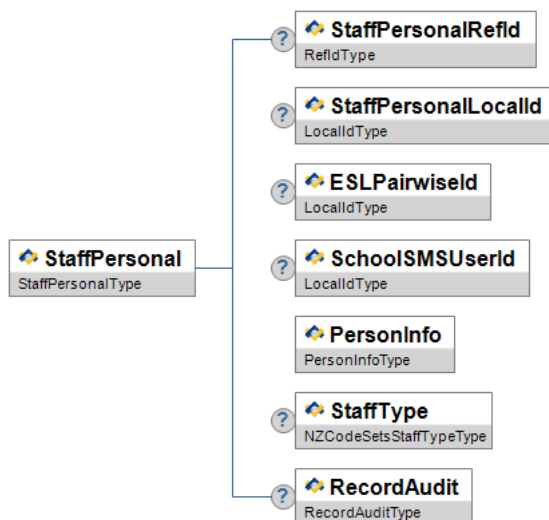 ?
StaffPersonalRefId
RefIdType
?
StaffPersonalLocalId
LocalIdType
?
ESLPairwiseId
LocalIdType
StaffPersonal
StaffPersonalType
?
SchoolSMSUserId
LocalIdType
PersonInfo
PersonInfoType
?
StaffType
NZCodeSetsStaffTypeType
?
RecordAudit
RecordAuditType